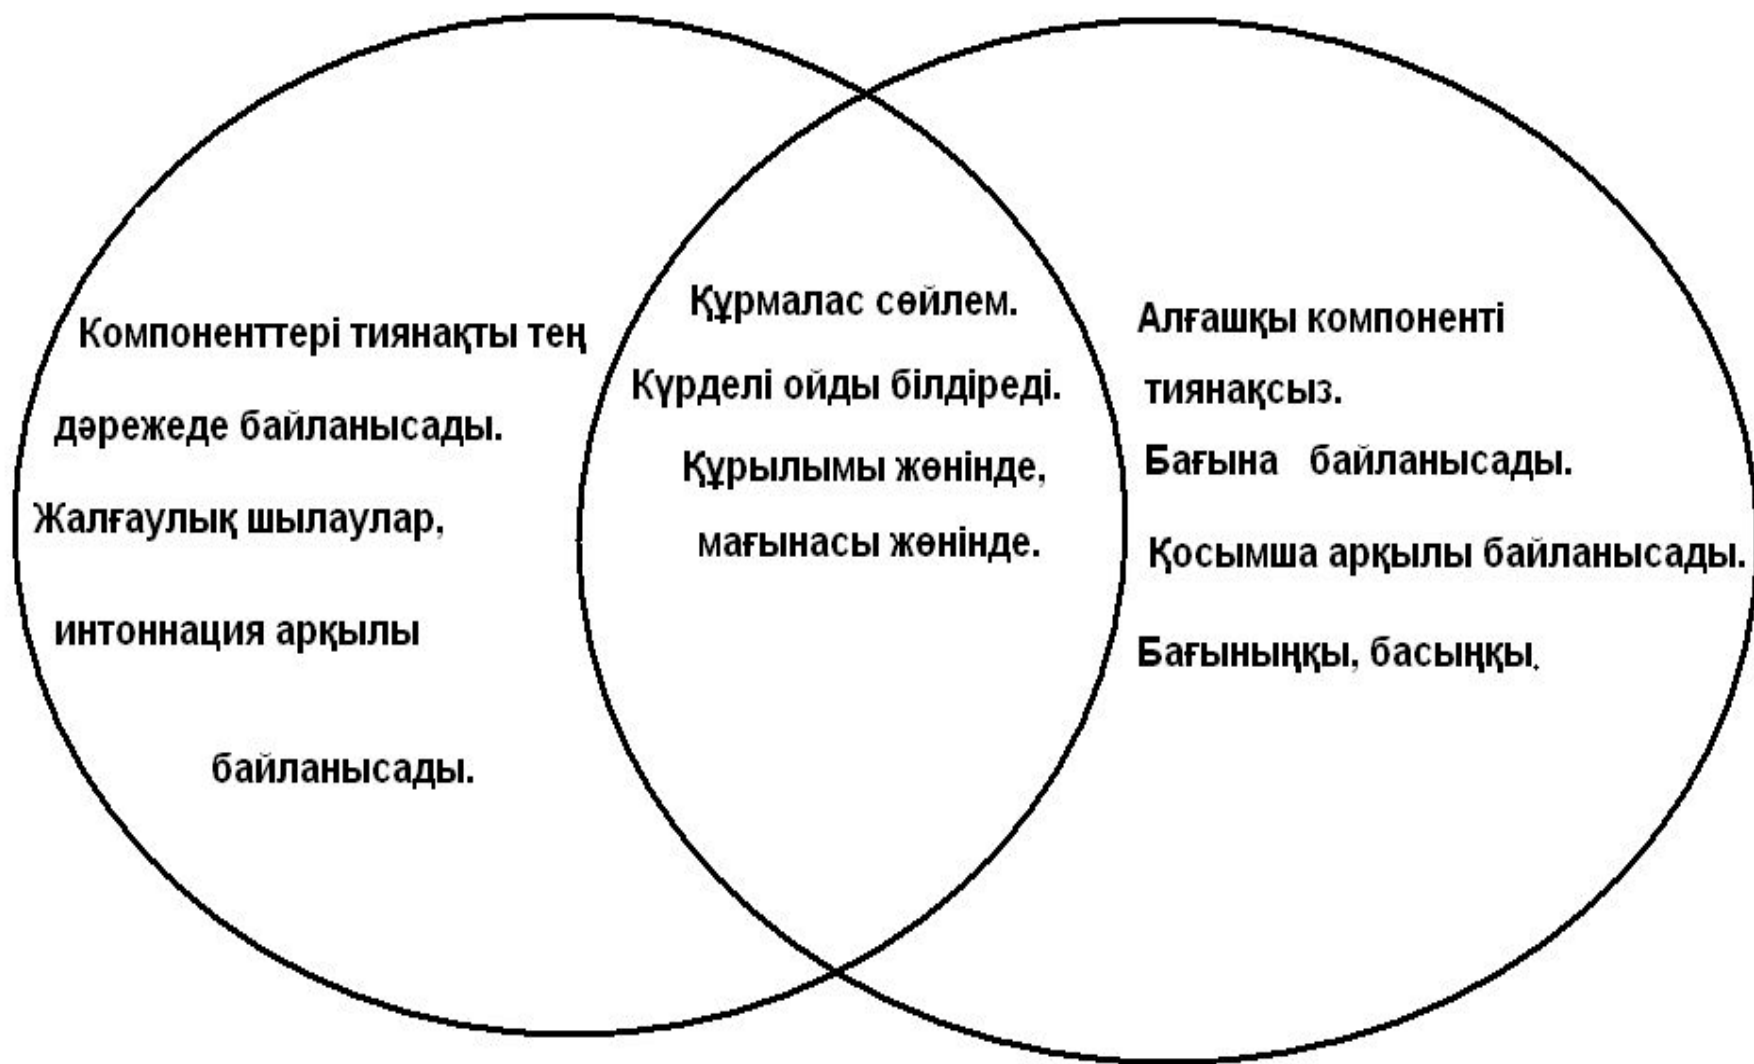 Компоненттері тиянақты тең
дәрежеде байланысады.
Жалғаулық шылаулар,
интоннация арқылы
байланысады.
Құрмалас сөйлем.
Күрделі ойды білдіреді.
Құрылымы жөнінде,
мағынасы жөнінде.
Алғашқы компоненті
тиянақсыз.
Бағына байланысады.
Қосымша арқылы байланысады.
Бағыныңқы, басыңқы.